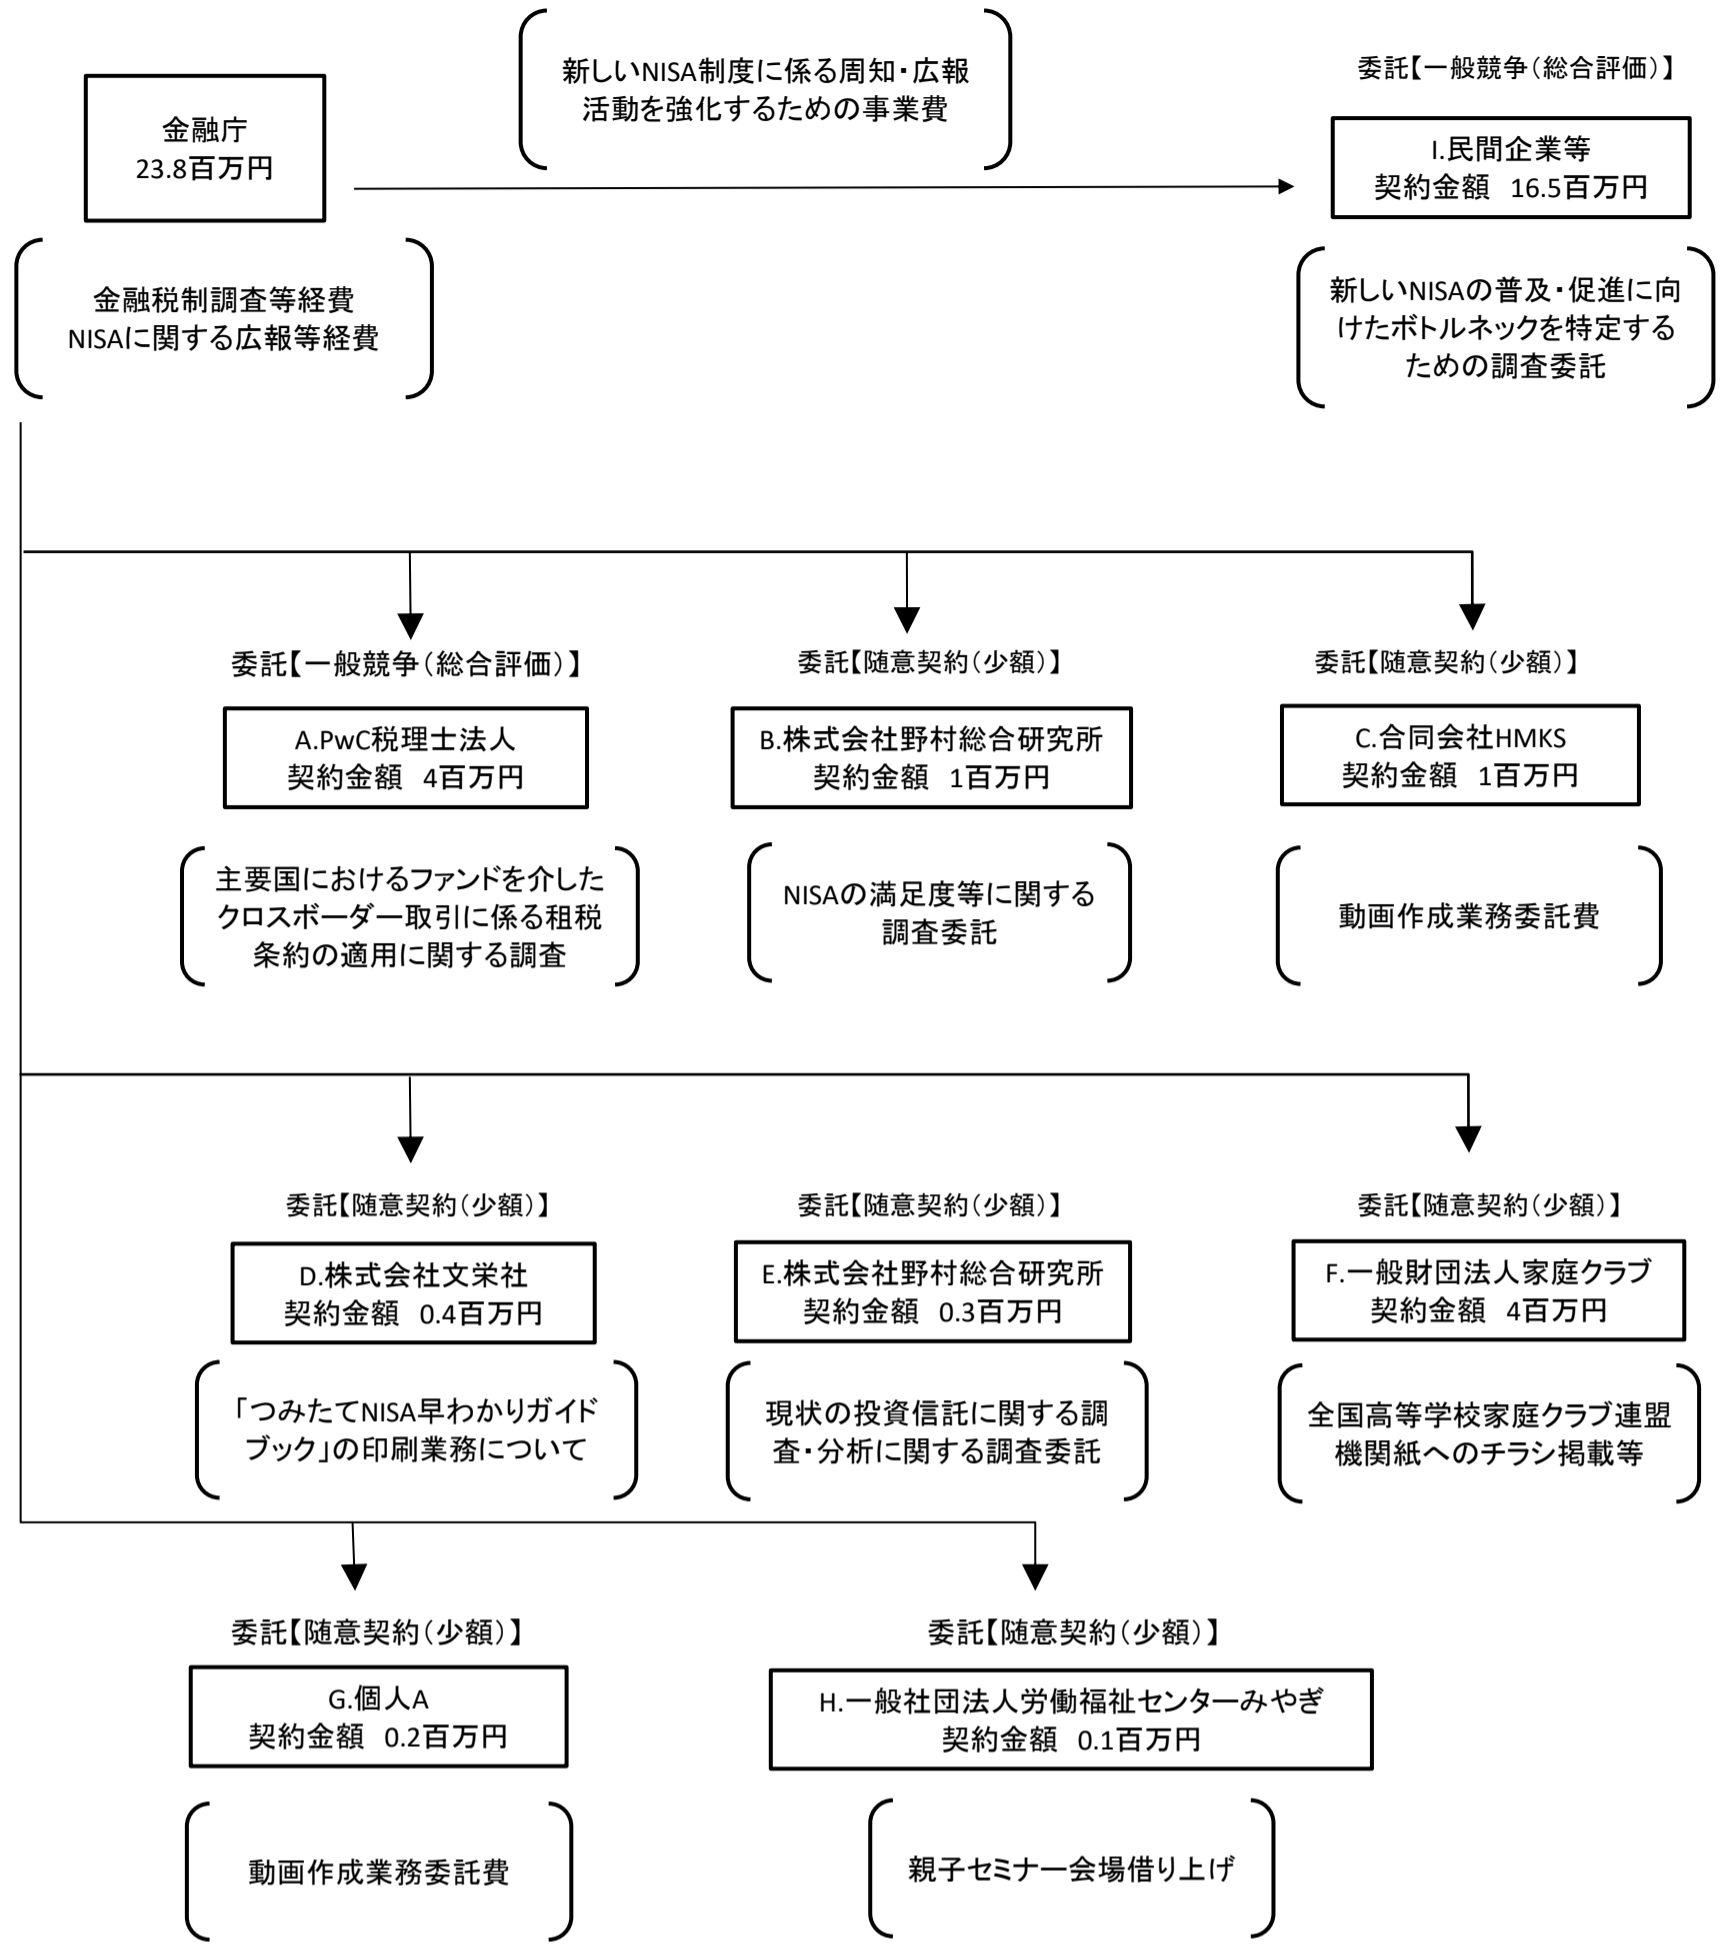 新しいNISA制度に係る周知・広報
活動を強化するための事業費
金融庁
23.8百万円
委託【一般競争（総合評価）】
I.民間企業等
契約金額　16.5百万円
金融税制調査等経費
NISAに関する広報等経費
新しいNISAの普及・促進に向
けたボトルネックを特定する
ための調査委託
委託【一般競争（総合評価）】
A.PwC税理士法人
契約金額　4百万円
主要国におけるファンドを介した
クロスボーダー取引に係る租税
条約の適用に関する調査
委託【随意契約（少額）】
B.株式会社野村総合研究所
契約金額　1百万円
NISAの満足度等に関する
調査委託
委託【随意契約（少額）】
C.合同会社HMKS
契約金額　1百万円
動画作成業務委託費
委託【随意契約（少額）】
D.株式会社文栄社
契約金額　0.4百万円
「つみたてNISA早わかりガイド
ブック」の印刷業務について
委託【随意契約（少額）】
E.株式会社野村総合研究所
契約金額　0.3百万円
現状の投資信託に関する調
査・分析に関する調査委託
委託【随意契約（少額）】
F.一般財団法人家庭クラブ
契約金額　4百万円
全国高等学校家庭クラブ連盟
機関紙へのチラシ掲載等
委託【随意契約（少額）】
G.個人A
契約金額　0.2百万円
動画作成業務委託費
委託【随意契約（少額）】
H.一般社団法人労働福祉センターみやぎ
契約金額　0.1百万円
親子セミナー会場借り上げ